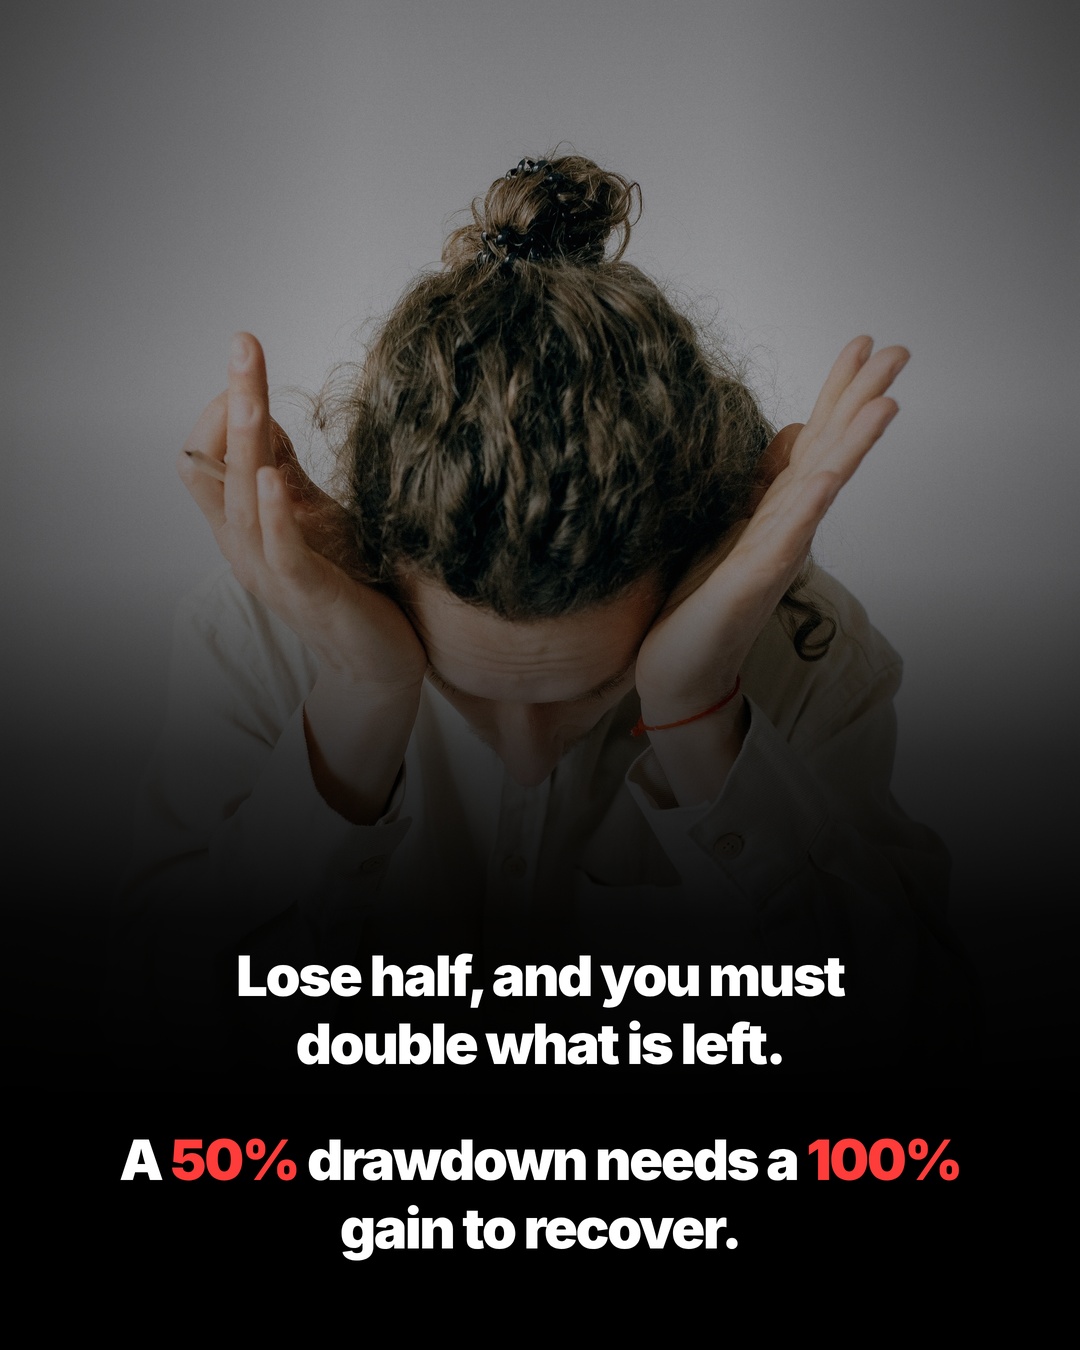 Lose half, and you must
double what is left.
A 50% drawdown needs a 100%
gain to recover.